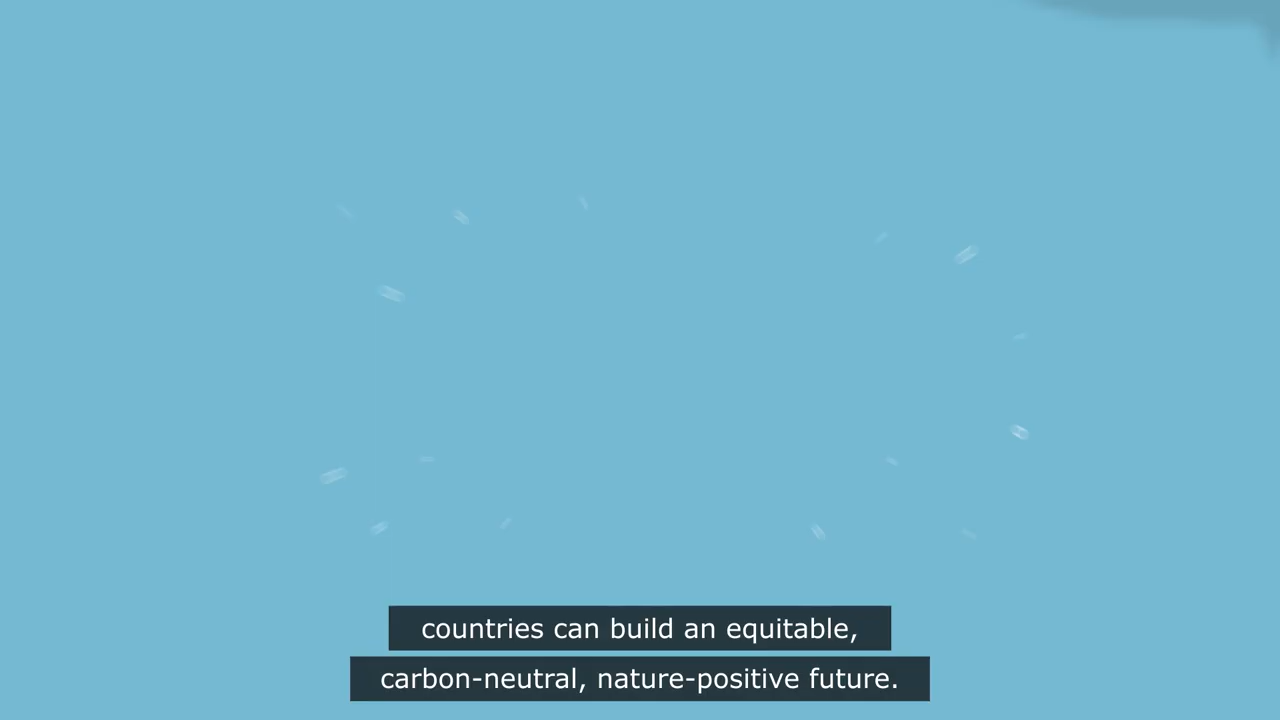 countries can build an equitable,
carbon-neutral, nature-positive future.